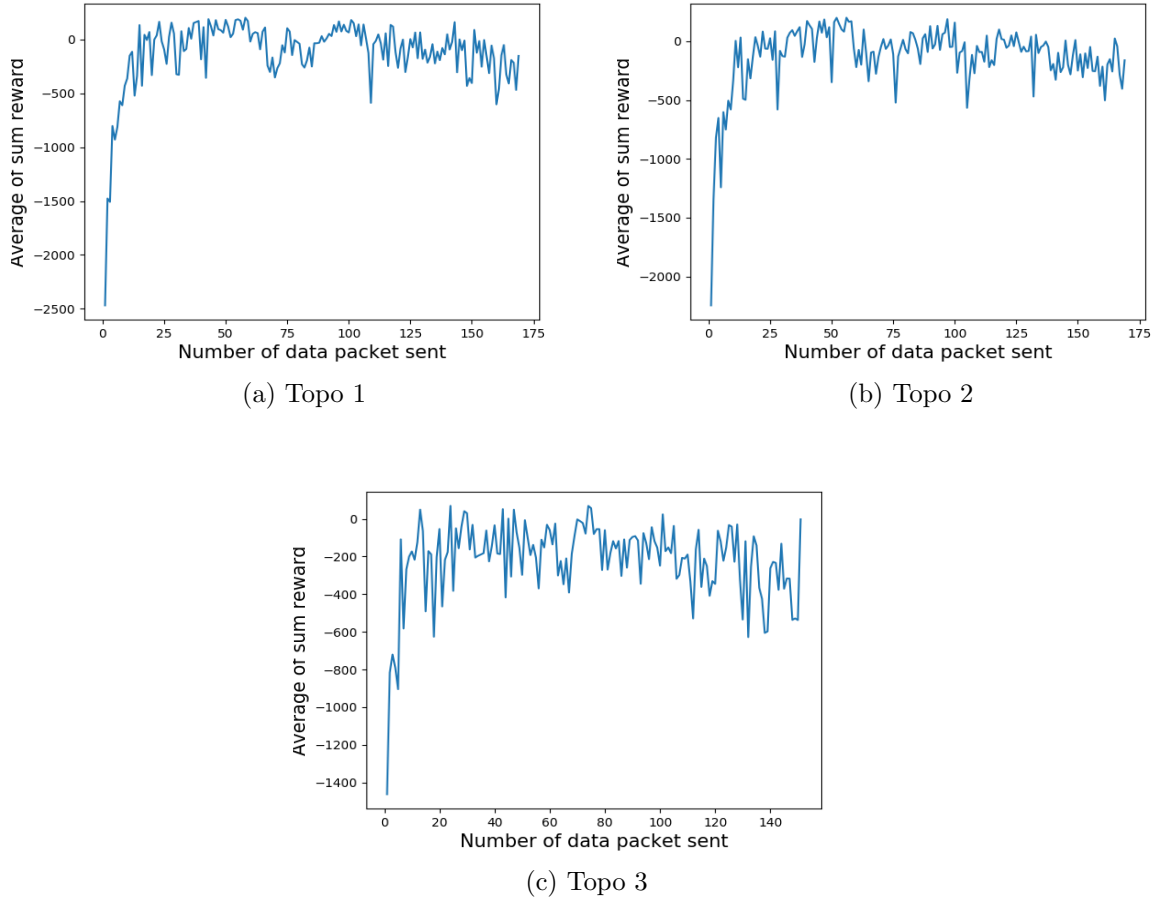 0
−500
−1000
−1500
−2000
−2500
Average of sum reward
0 25 50 75 100 125 150 175
Number of data packet sent
(a) Topo 1
0
−500
−1000
−1500
−2000
Average of sum reward
0 25 50 75 100 125 150 175
Number of data packet sent
(b) Topo 2
0
−200
−400
−600
−800
−1000
−1200
−1400
Average of sum reward
0 20 40 60 80 100 120 140
Number of data packet sent
(c) Topo 3